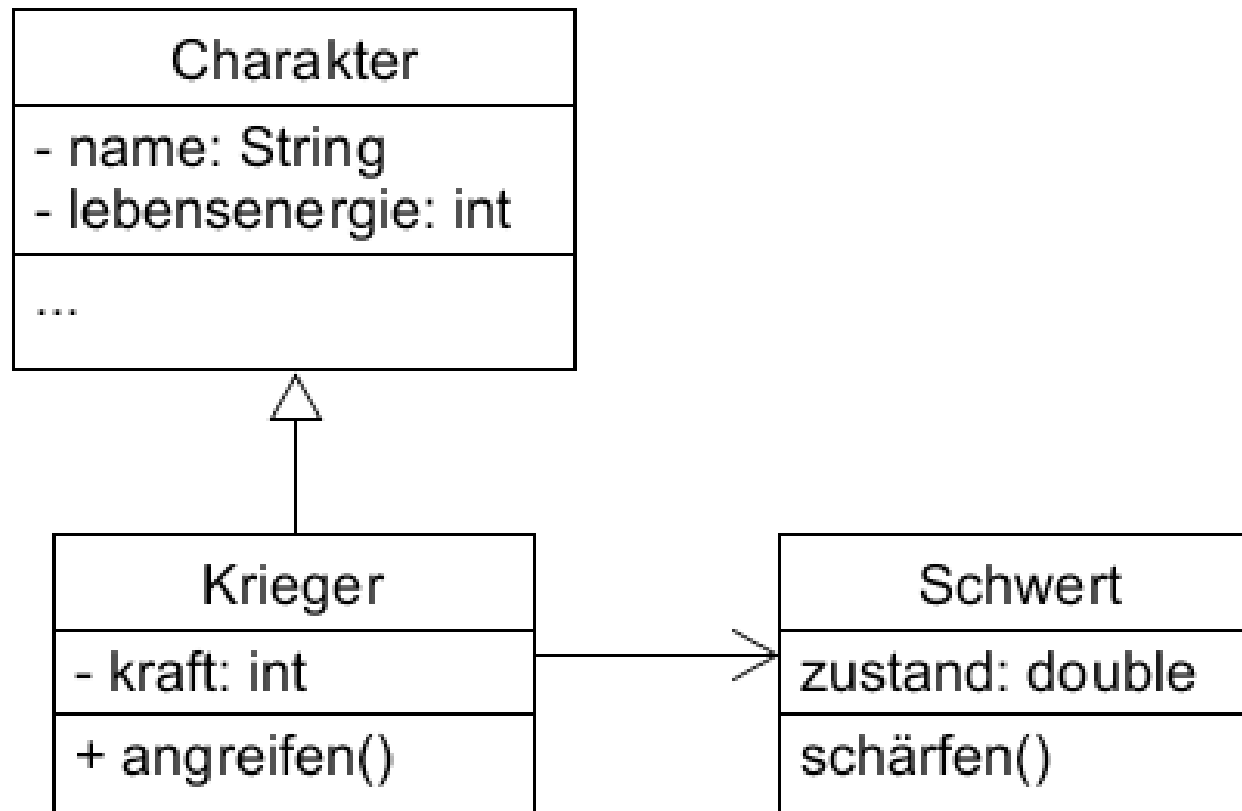 Charakter
- name: String
- lebensenergie: int
...
Krieger
- kraft: int
+ angreifen()
Schwert
zustand: double
schärfen()